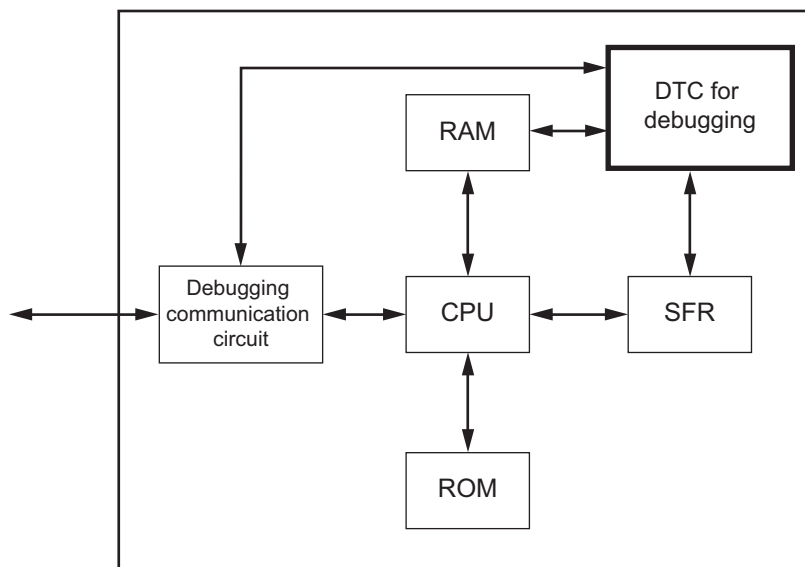 DTC for
debugging
RAM
Debugging
communication
circuit
CPU
SFR
ROM